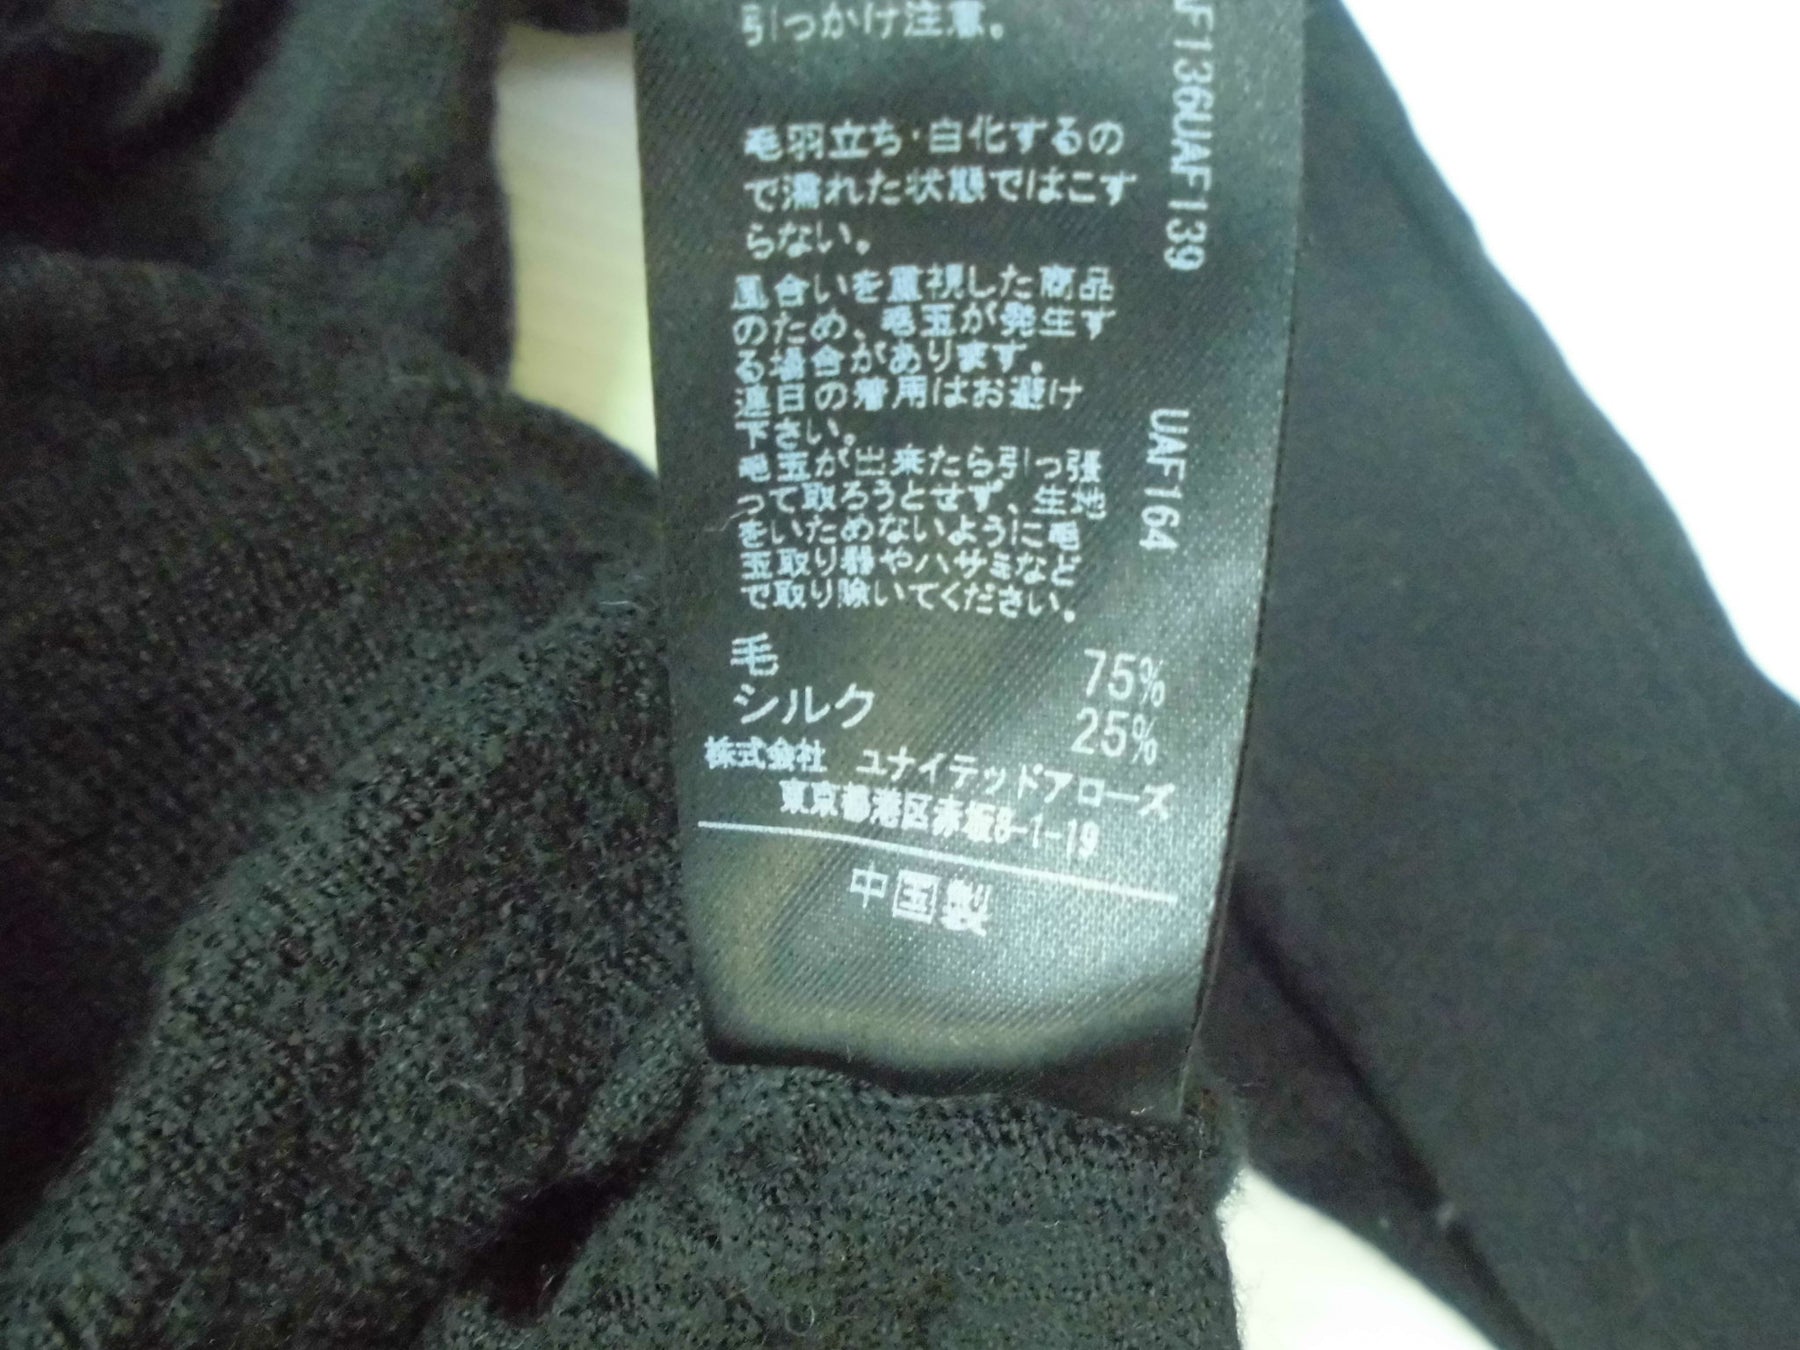 引っかけ注意。
毛羽立ち・白化するの
で濡れた状態ではこす
らない。
風合いを重視した商品
のため、毛玉が発生す
る場合があります。
連日の着用はお避け
下さい。
毛玉が出来たら引っ張
って取ろうとせず、生地
をいためないように毛
玉取り器やハサミなど
で取り除いてください。
毛 75%
シルク 25%
株式会社 ユナイテッドアローズ
東京都港区赤坂8-1-19
中国製
AF136UAF139
UAF164